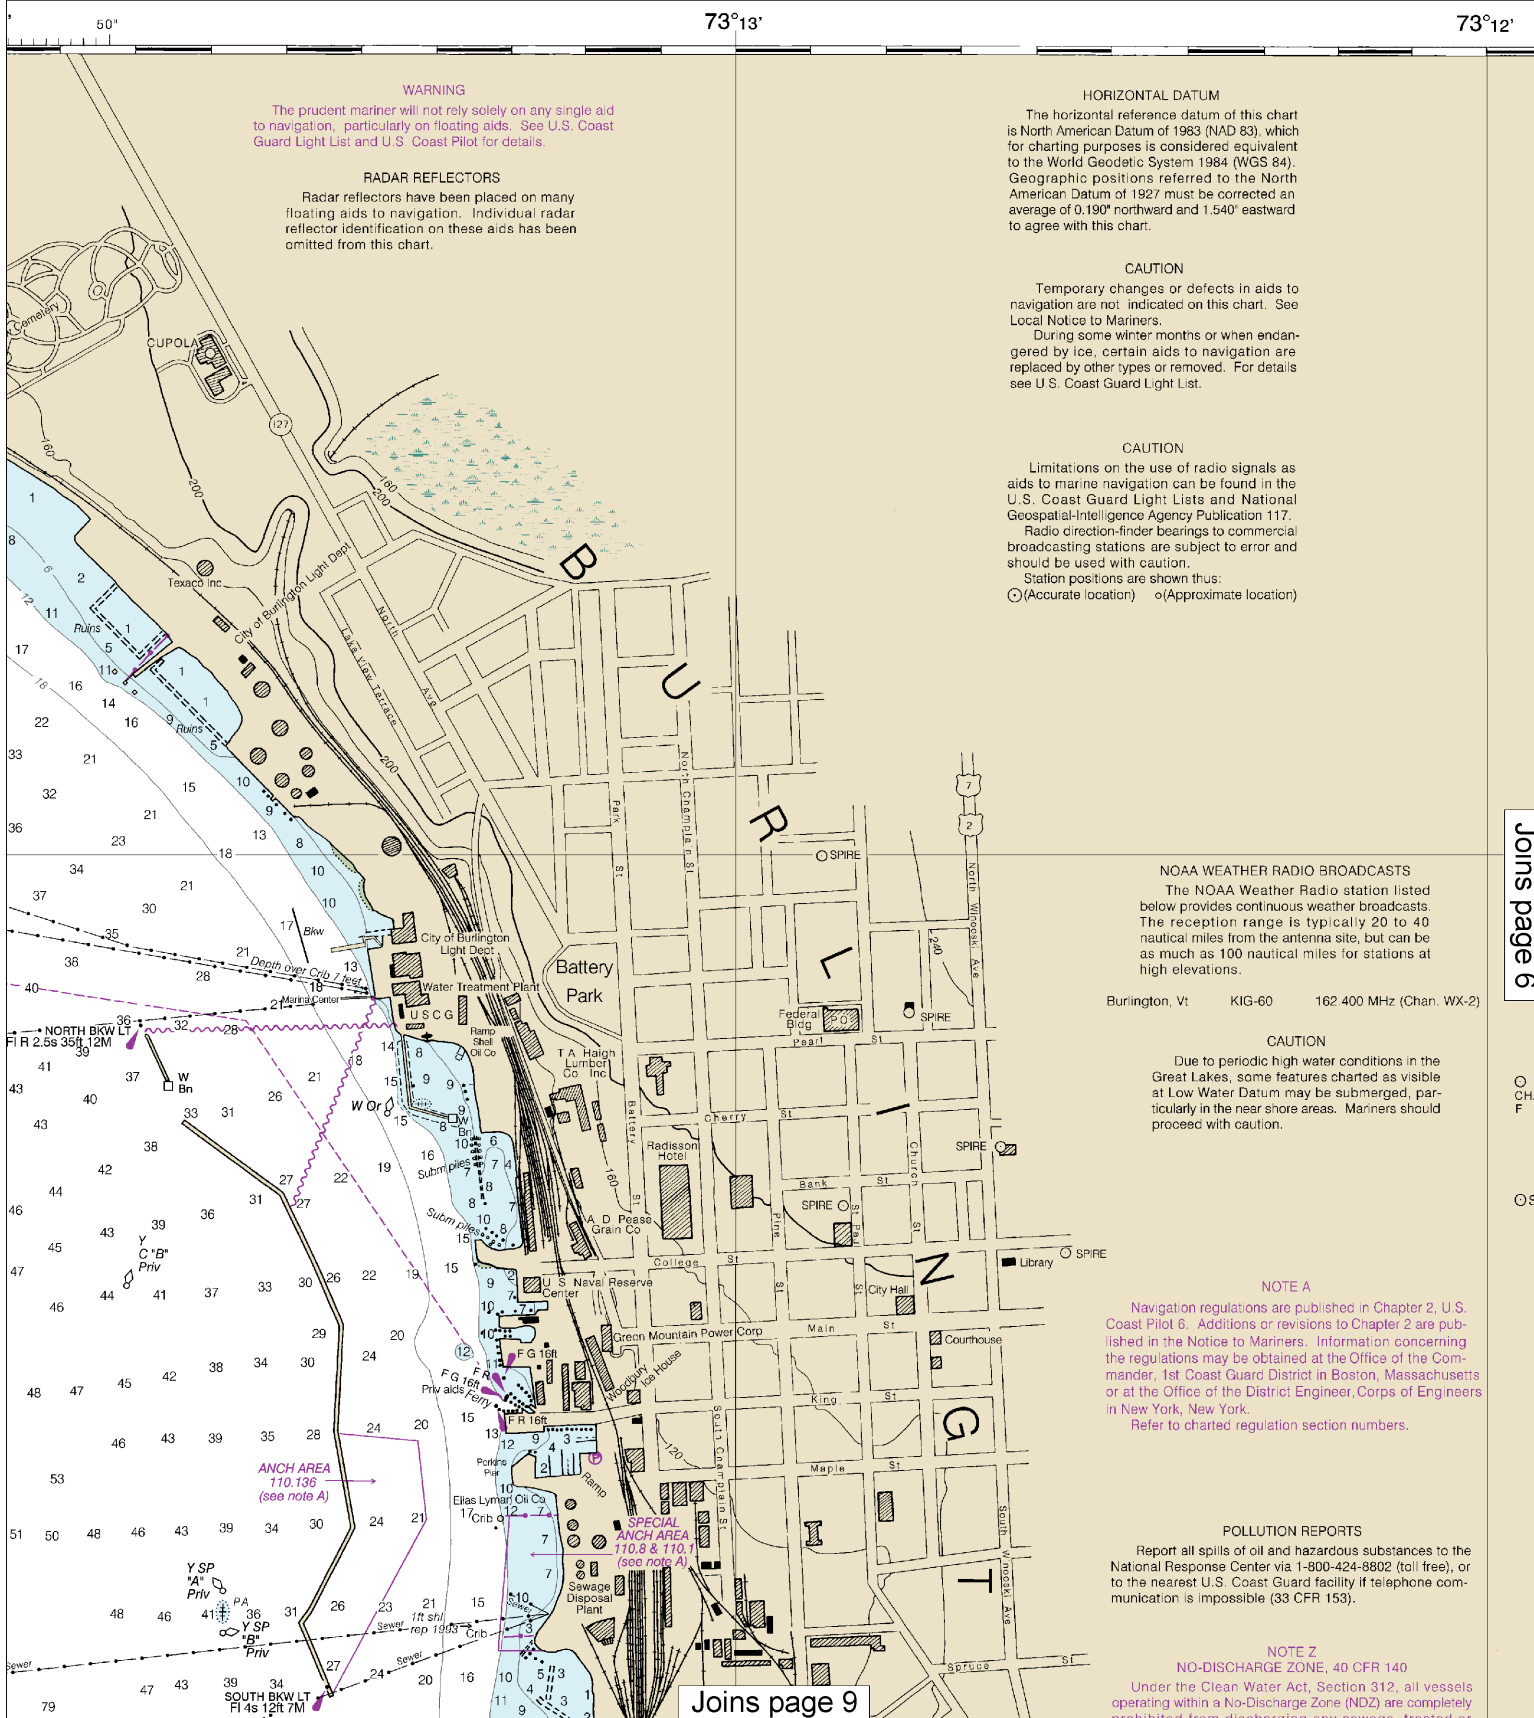 50"
73°13'
73°12'
WARNING
The prudent mariner will not rely solely on any single aid
to navigation, particularly on floating aids. See U.S. Coast
Guard Light List and U.S. Coast Pilot for details.
RADAR REFLECTORS
Radar reflectors have been placed on many
floating aids to navigation. Individual radar
reflector identification on these aids has been
omitted from this chart.
HORIZONTAL DATUM
The horizontal reference datum of this chart
is North American Datum of 1983 (NAD 83), which
for charting purposes is considered equivalent
to the World Geodetic System 1984 (WGS 84).
Geographic positions referred to the North
American Datum of 1927 must be corrected an
average of 0.190" northward and 1.540" eastward
to agree with this chart.
CAUTION
Temporary changes or defects in aids to
navigation are not indicated on this chart. See
Local Notice to Mariners.
During some winter months or when endan-
gered by ice, certain aids to navigation are
replaced by other types or removed. For details
see U.S. Coast Guard Light List.
CAUTION
Limitations on the use of radio signals as
aids to marine navigation can be found in the
U.S. Coast Guard Light Lists and National
Geospatial-Intelligence Agency Publication 117.
Radio direction-finder bearings to commercial
broadcasting stations are subject to error and
should be used with caution.
Station positions are shown thus:
(Accurate location) (Approximate location)
NOAA WEATHER RADIO BROADCASTS
The NOAA Weather Radio station listed
below provides continuous weather broadcasts.
The reception range is typically 20 to 40
nautical miles from the antenna site, but can be
as much as 100 nautical miles for stations at
high elevations.
Burlington, Vt KIG-60 162.400 MHz (Chan. WX-2)
CAUTION
Due to periodic high water conditions in the
Great Lakes, some features charted as visible
at Low Water Datum may be submerged, par-
ticularly in the near shore areas. Mariners should
proceed with caution.
NOTE A
Navigation regulations are published in Chapter 2, U.S.
Coast Pilot 6. Additions or revisions to Chapter 2 are pub-
lished in the Notice to Mariners. Information concerning
the regulations may be obtained at the Office of the Com-
mander, 1st Coast Guard District in Boston, Massachusetts
or at the Office of the District Engineer, Corps of Engineers
in New York, New York.
Refer to charted regulation section numbers.
POLLUTION REPORTS
Report all spills of oil and hazardous substances to the
National Response Center via 1-800-424-8802 (toll free), or
to the nearest U.S. Coast Guard facility if telephone com-
munication is impossible (33 CFR 153).
NOTE Z
NO-DISCHARGE ZONE, 40 CFR 140
Under the Clean Water Act, Section 312, all vessels
operating within a No-Discharge Zone (NDZ) are completely
prohibited from discharging any sewage, treated or
Joins page 6
Joins page 9
B U R L I N G T
Cemetery
CUPOLA
127
160
200
160
200
Texaco Inc
City of Burlington Light Dept
North
Ave
Lake View Terrace
200
Ruins
Ruins
Park
St
North Champlain St
7
2
North Winooski Ave
SPIRE
240
Bkw
City of Burlington
Light Dept
Depth over Crib 7 feet
Marina Center
Water Treatment Plant
USCG
Battery
Park
Ramp
Shell
Oil Co
Federal
Bldg
P O
SPIRE
Pearl St
NORTH BKW LT
Fl R 2.5s 35ft 12M
W
Bn
W Or
W
Bn
T A Haigh
Lumber
Co Inc
Battery
St
Cherry St
Radisson
Hotel
SPIRE
Church
St
Bank St
SPIRE
St Paul
St
Pine
St
160
Subm piles
Subm piles
A D Pease
Grain Co
College St
SPIRE
Library
Y
C "B"
Priv
U S Naval Reserve
Center
City Hall
Green Mountain Power Corp
Main St
Courthouse
F G 16ft
F R
F G 16ft
Priv aids
Ferry
F R 16ft
Woodbury
Ice House
King St
South Champlain St
120
Maple St
Perkins
Pier
Ramp
ANCH AREA
110.136
(see note A)
Elias Lyman Oil Co
Crib
SPECIAL
ANCH AREA
110.8 & 110.1
(see note A)
Sewage
Disposal
Plant
South Winooski Ave
Y SP
"A"
Priv
PA
Y SP
"B"
Priv
Sewer
1ft shl
rep 1993
Crib
Sewer
Sewer
Sewer
SOUTH BKW LT
Fl 4s 12ft 7M
Spruce St